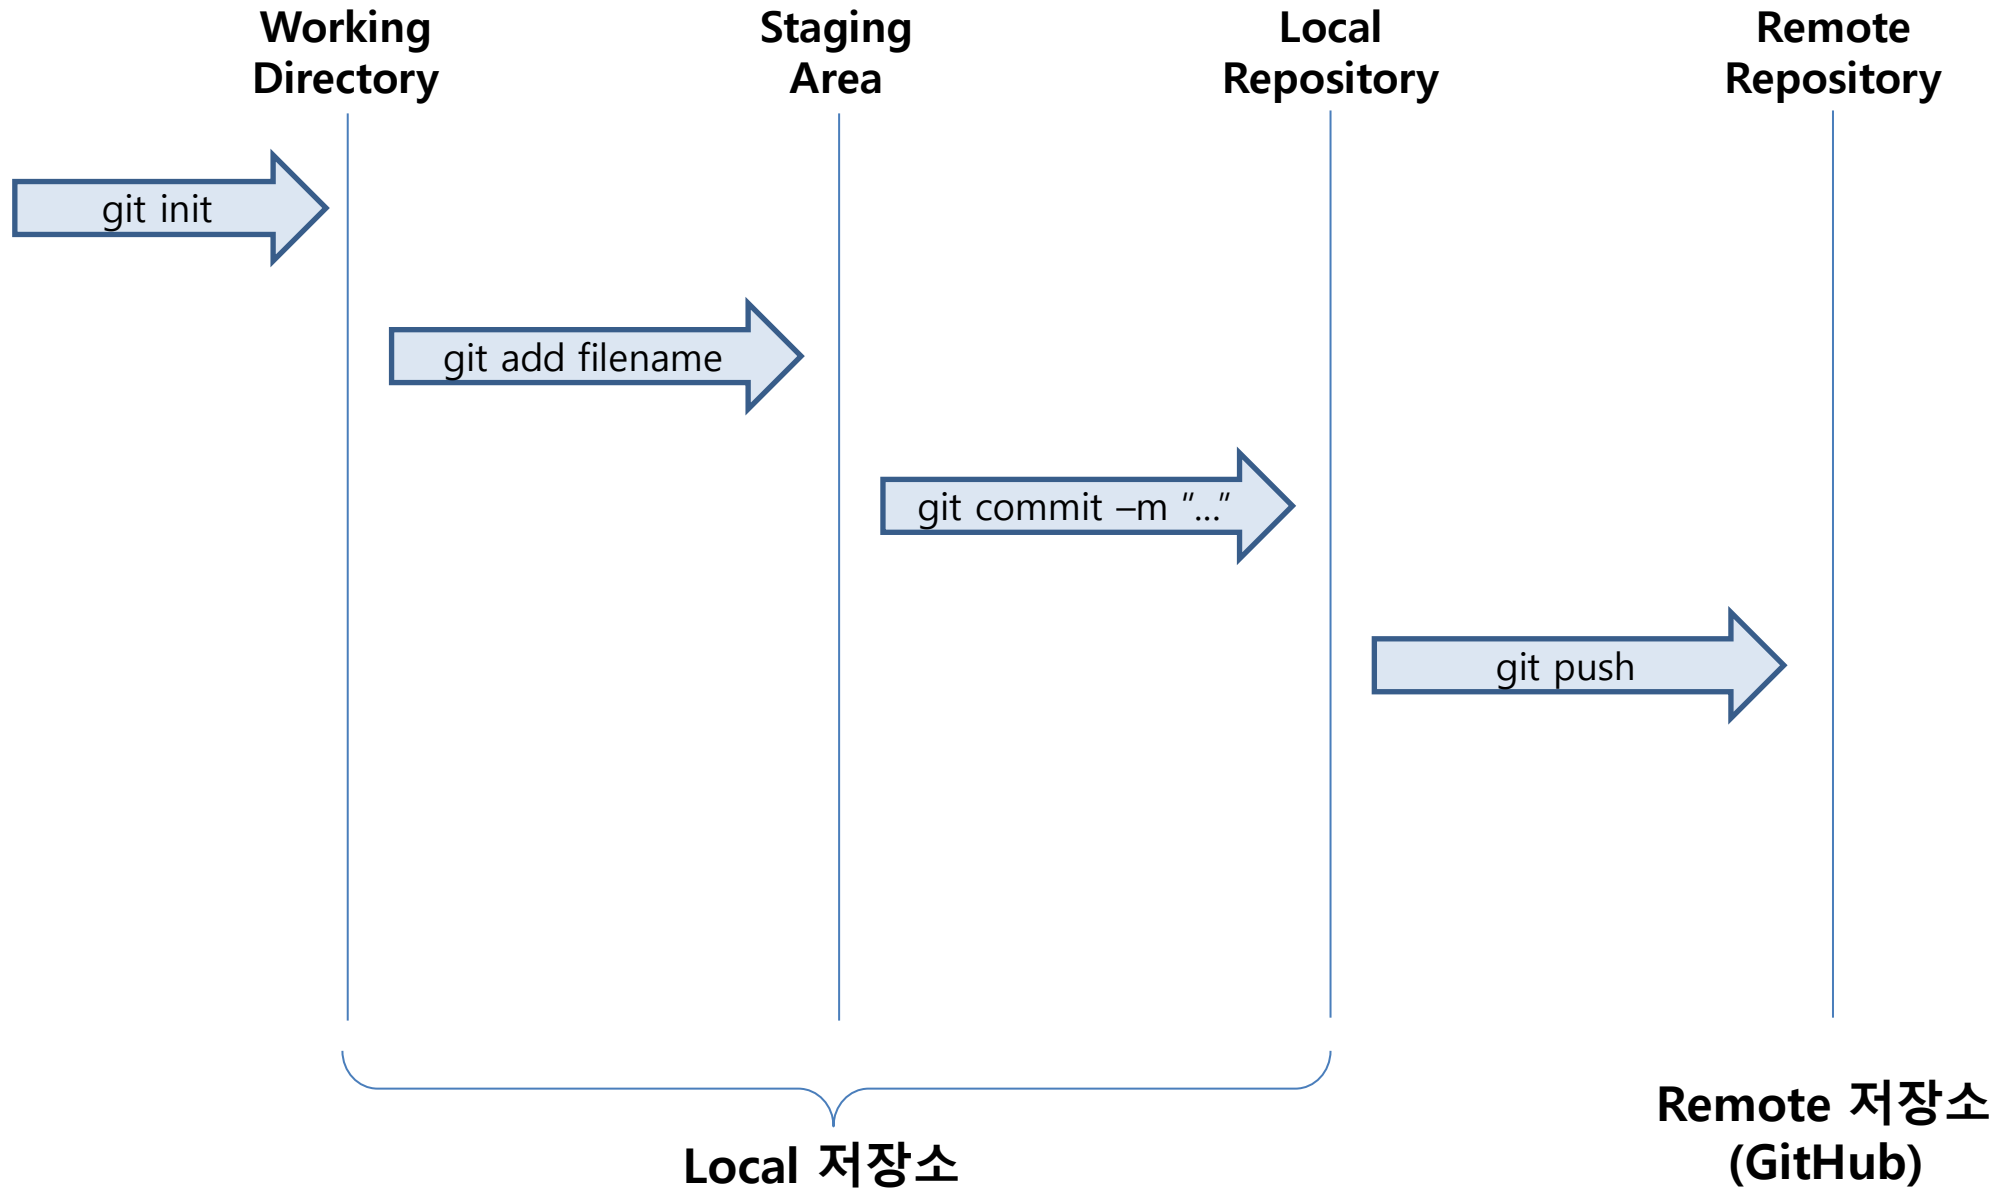 Working
Directory
Staging
Area
Local
Repository
Remote
Repository
git init
git add filename
git commit –m “…”
git push
Local 저장소
Remote 저장소
(GitHub)